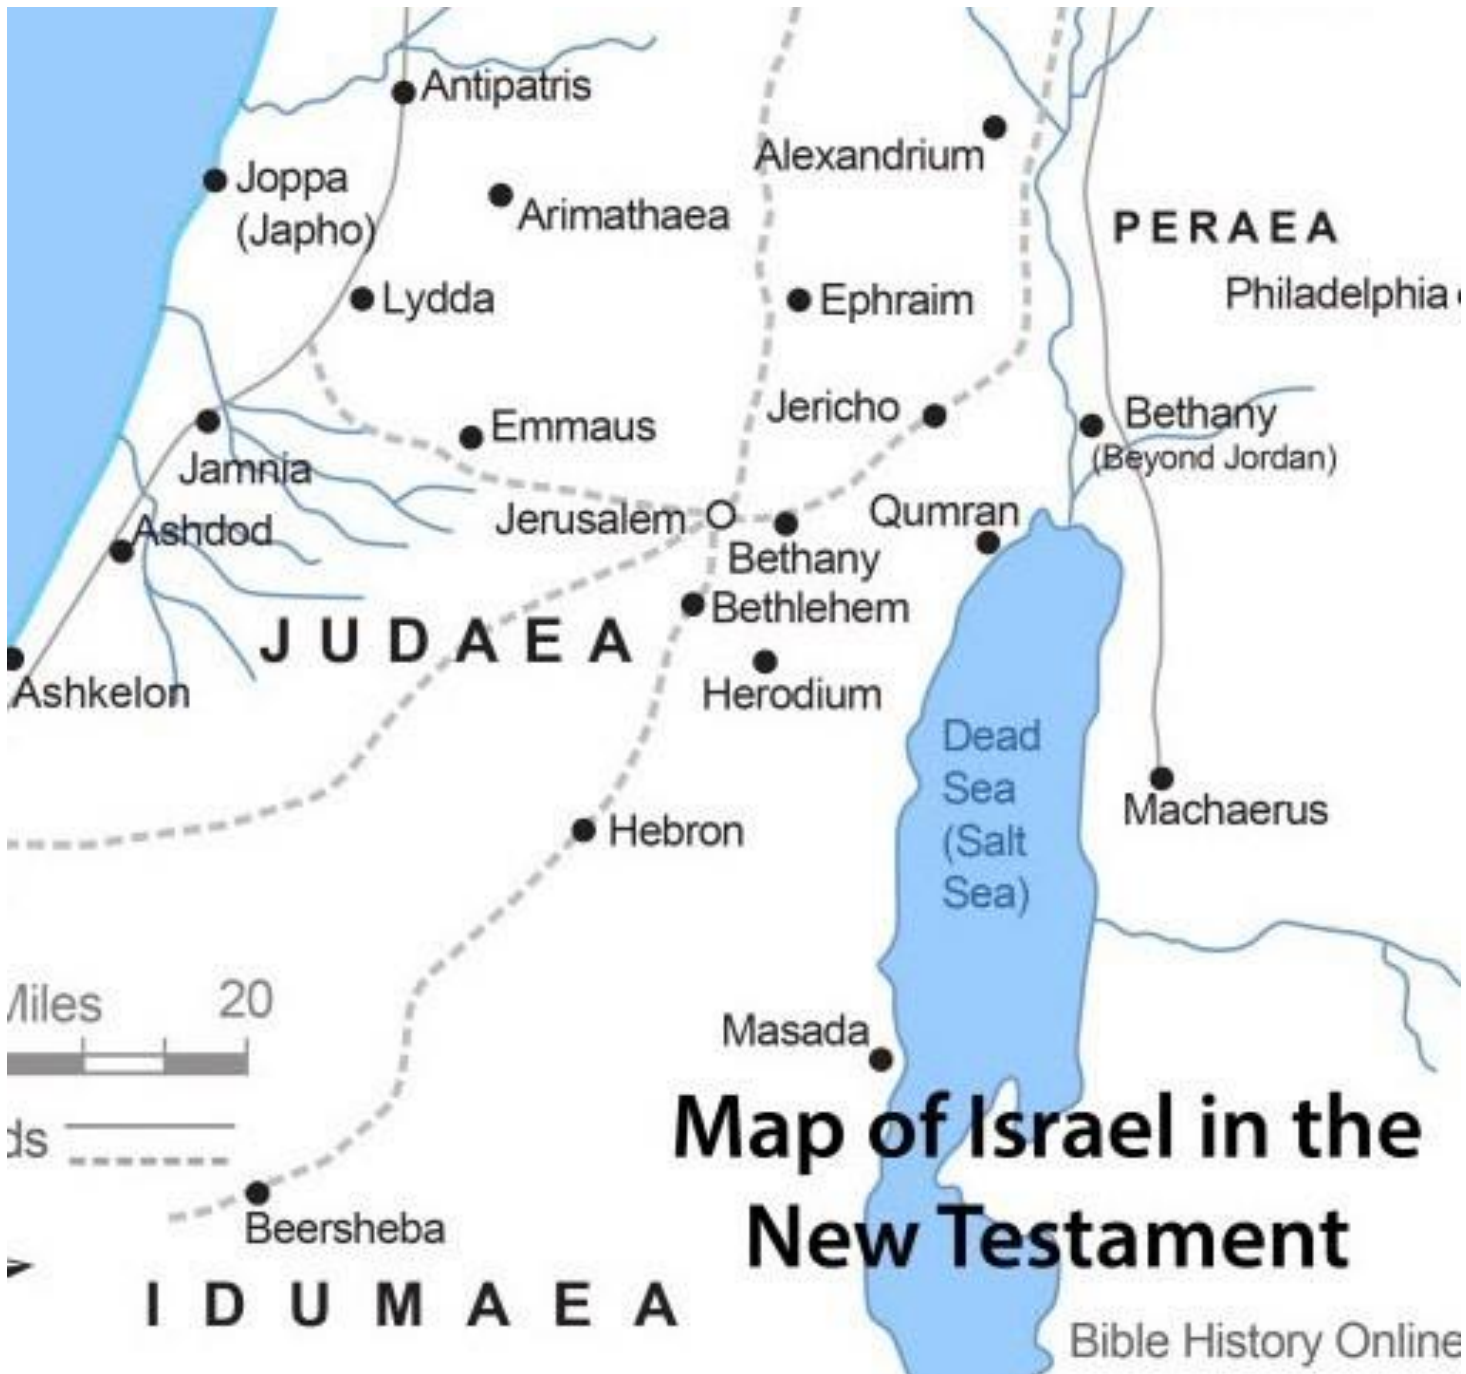 Antipatris
Alexandrium
Joppa
(Japho)
Arimathaea
PERAEA
Lydda
Ephraim
Philadelphia
Emmaus
Jericho
Bethany
(Beyond Jordan)
Jamnia
Jerusalem
Qumran
Ashdod
Bethany
Bethlehem
JUDAEA
Ashkelon
Herodium
Dead
Sea
(Salt
Sea)
Machaerus
Hebron
Miles 20
Masada
ds
Map of Israel in the
New Testament
Beersheba
IDUMAEA
Bible History Online